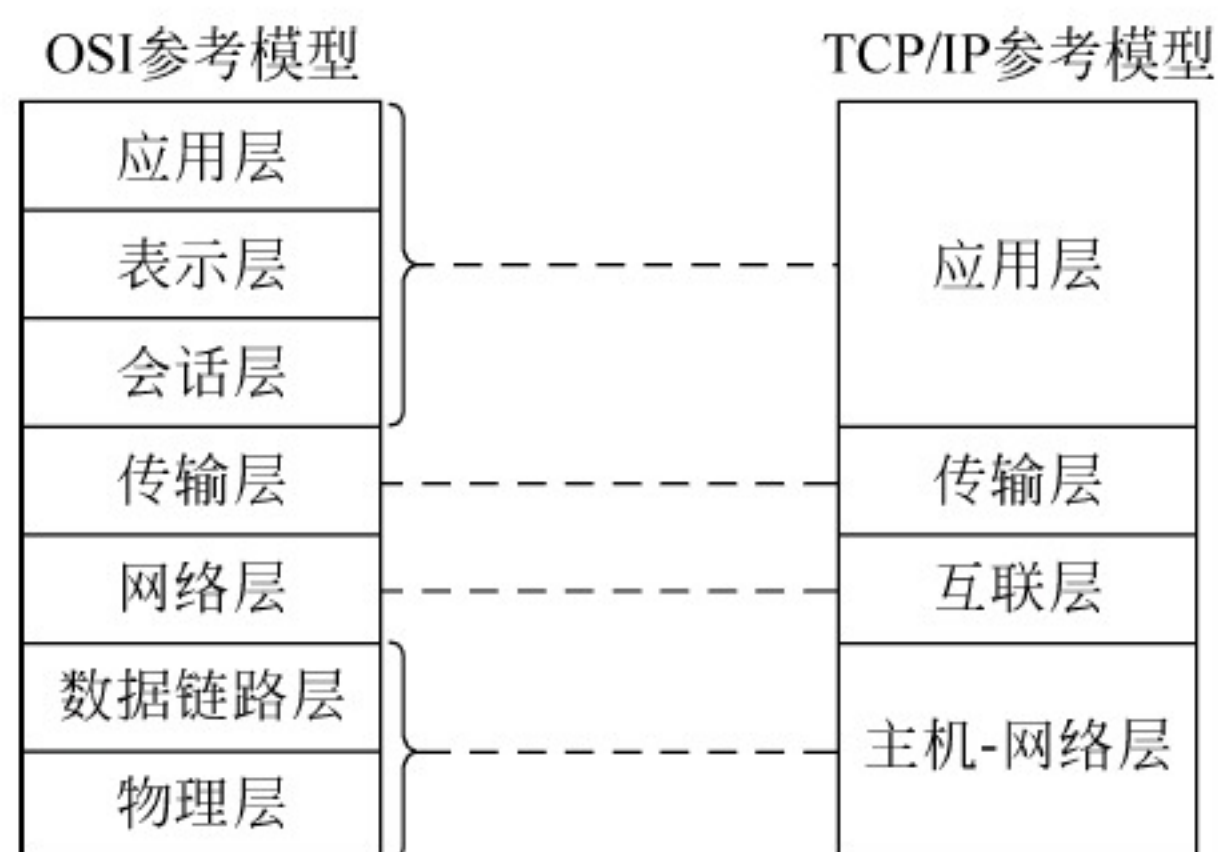 OSI参考模型
应用层
表示层
会话层
传输层
网络层
数据链路层
物理层
TCP/IP参考模型
应用层
传输层
互联层
主机-网络层